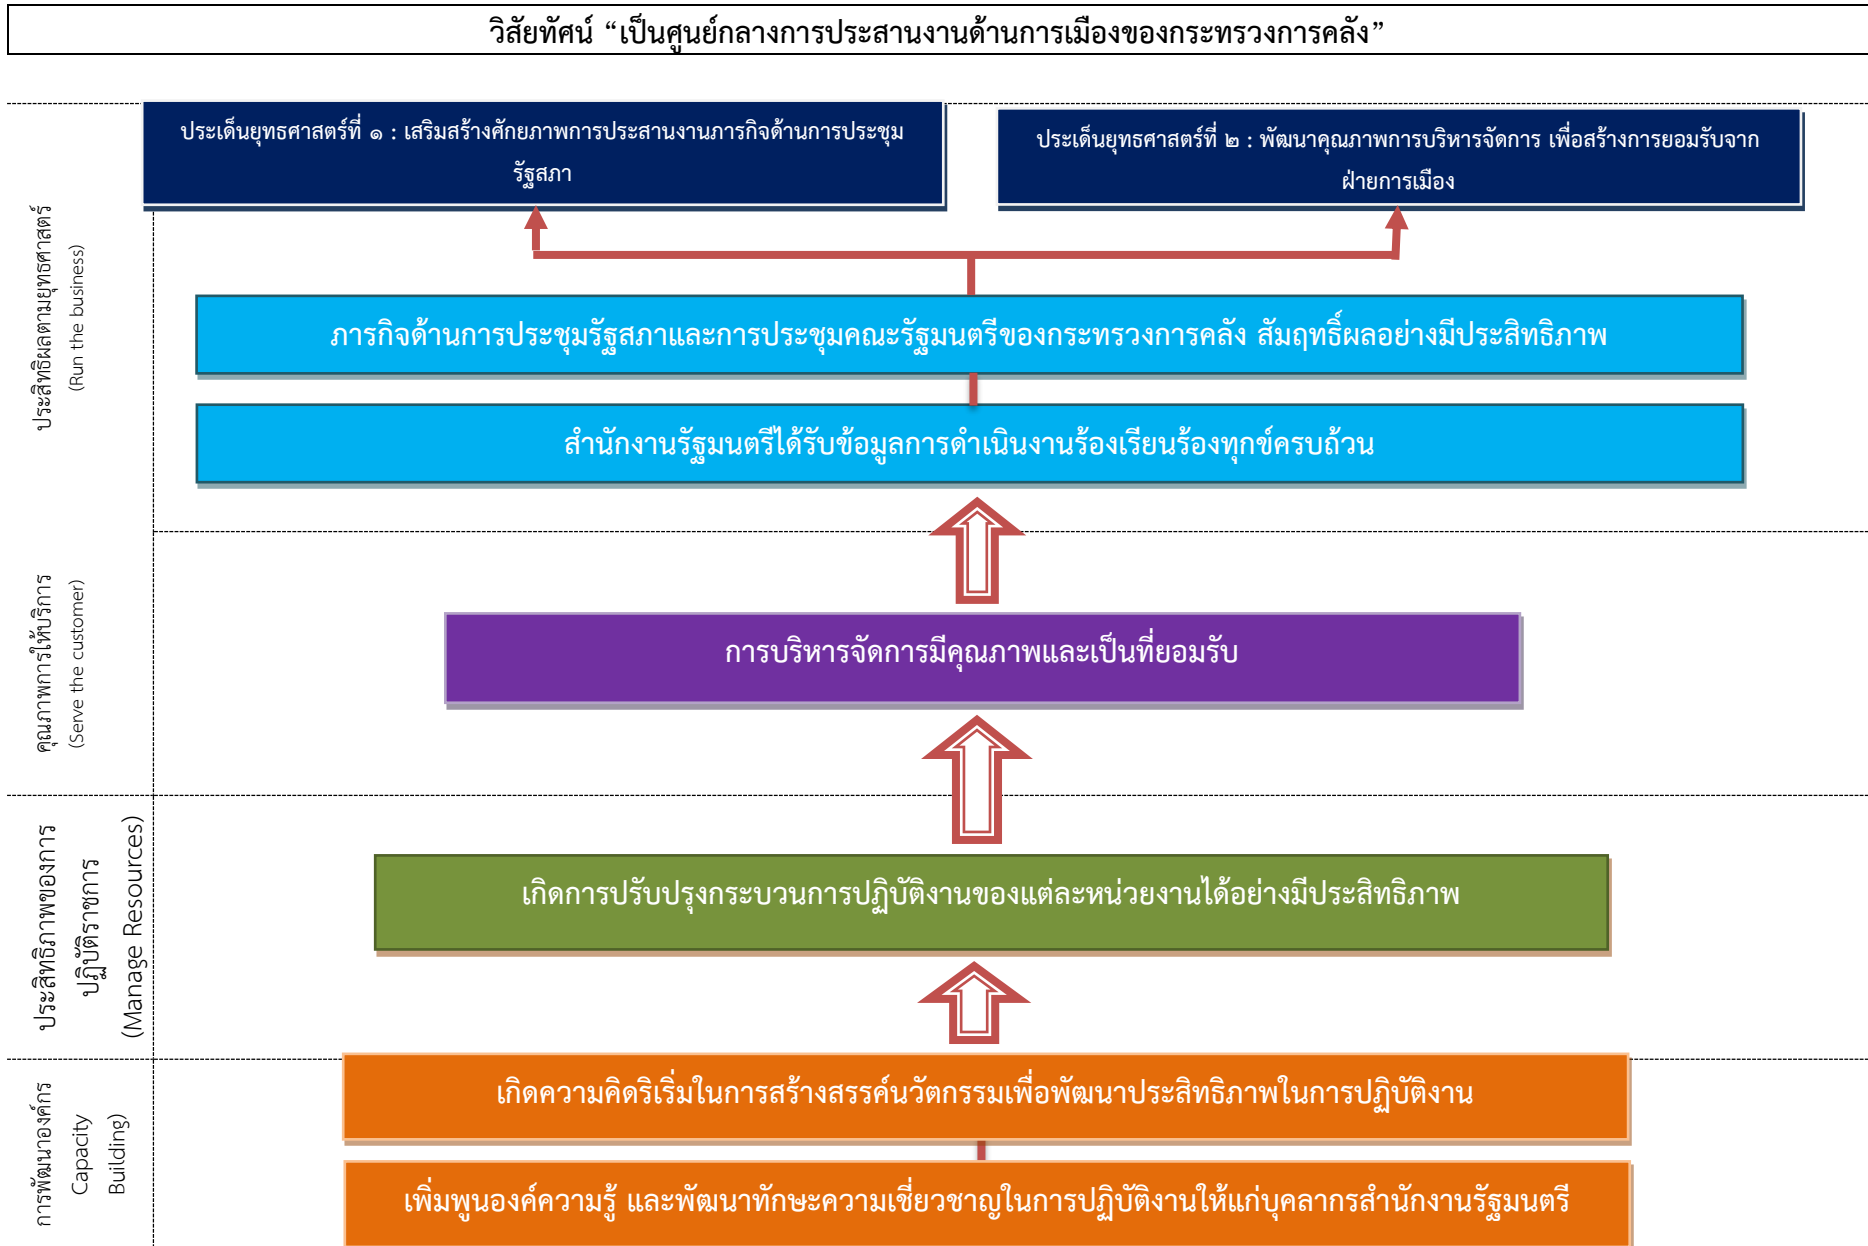 วิสัยทัศน์ “เป็นศูนย์กลางการประสานงานด้านการเมืองของกระทรวงการคลัง”
ประเด็นยุทธศาสตร์ที่ ๑ : เสริมสร้างศักยภาพการประสานงานภารกิจด้านการประชุม
รัฐสภา
ประเด็นยุทธศาสตร์ที่ ๒ : พัฒนาคุณภาพการบริหารจัดการ เพื่อสร้างการยอมรับจาก
ฝ่ายการเมือง
ประสิทธิผลตามยุทธศาสตร์
(Run the business)
ภารกิจด้านการประชุมรัฐสภาและการประชุมคณะรัฐมนตรีของกระทรวงการคลัง สัมฤทธิ์ผลอย่างมีประสิทธิภาพ
สำนักงานรัฐมนตรีได้รับข้อมูลการดำเนินงานร้องเรียนร้องทุกข์ครบถ้วน
คุณภาพการให้บริการ
(Serve the customer)
การบริหารจัดการมีคุณภาพและเป็นที่ยอมรับ
ประสิทธิภาพของการ
ปฏิบัติราชการ
(Manage Resources)
เกิดการปรับปรุงกระบวนการปฏิบัติงานของแต่ละหน่วยงานได้อย่างมีประสิทธิภาพ
การพัฒนาองค์กร
Capacity
Building)
เกิดความคิดริเริ่มในการสร้างสรรค์นวัตกรรมเพื่อพัฒนาประสิทธิภาพในการปฏิบัติงาน
เพิ่มพูนองค์ความรู้ และพัฒนาทักษะความเชี่ยวชาญในการปฏิบัติงานให้แก่บุคลากรสำนักงานรัฐมนตรี